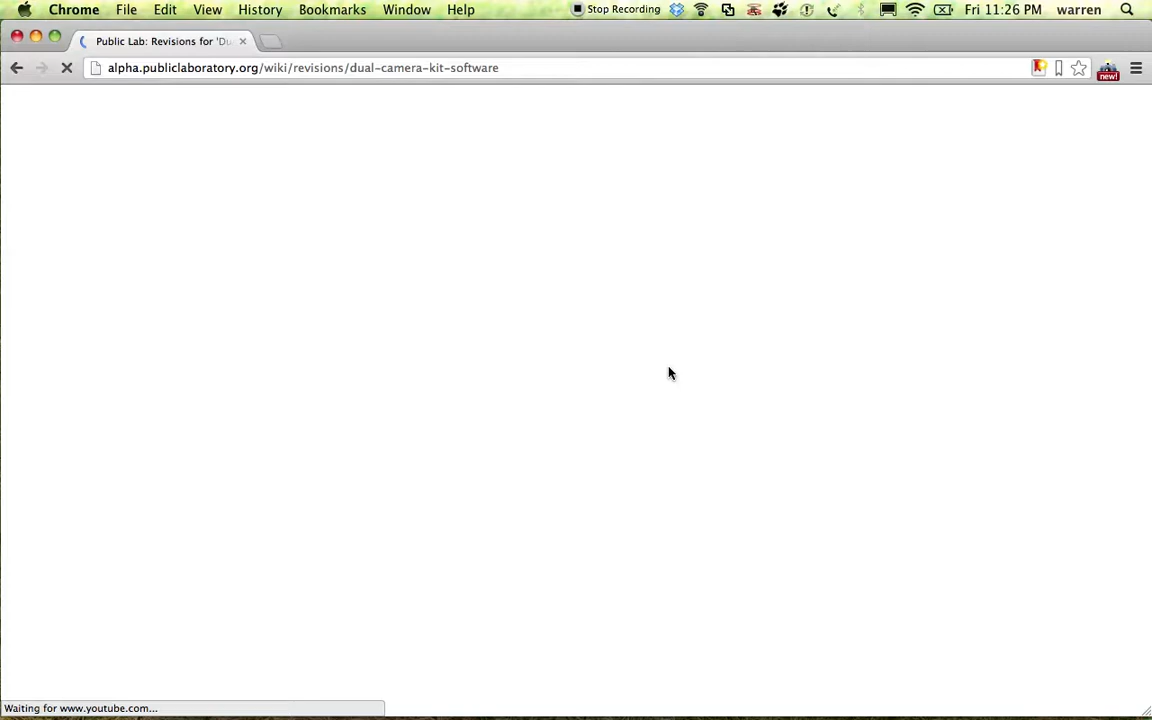 Chrome File Edit View History Bookmarks Window Help Stop Recording Fri 11:26 PM warren
Public Lab: Revisions for 'Du
alpha.publiclaboratory.org/wiki/revisions/dual-camera-kit-software
new!
Waiting for www.youtube.com...